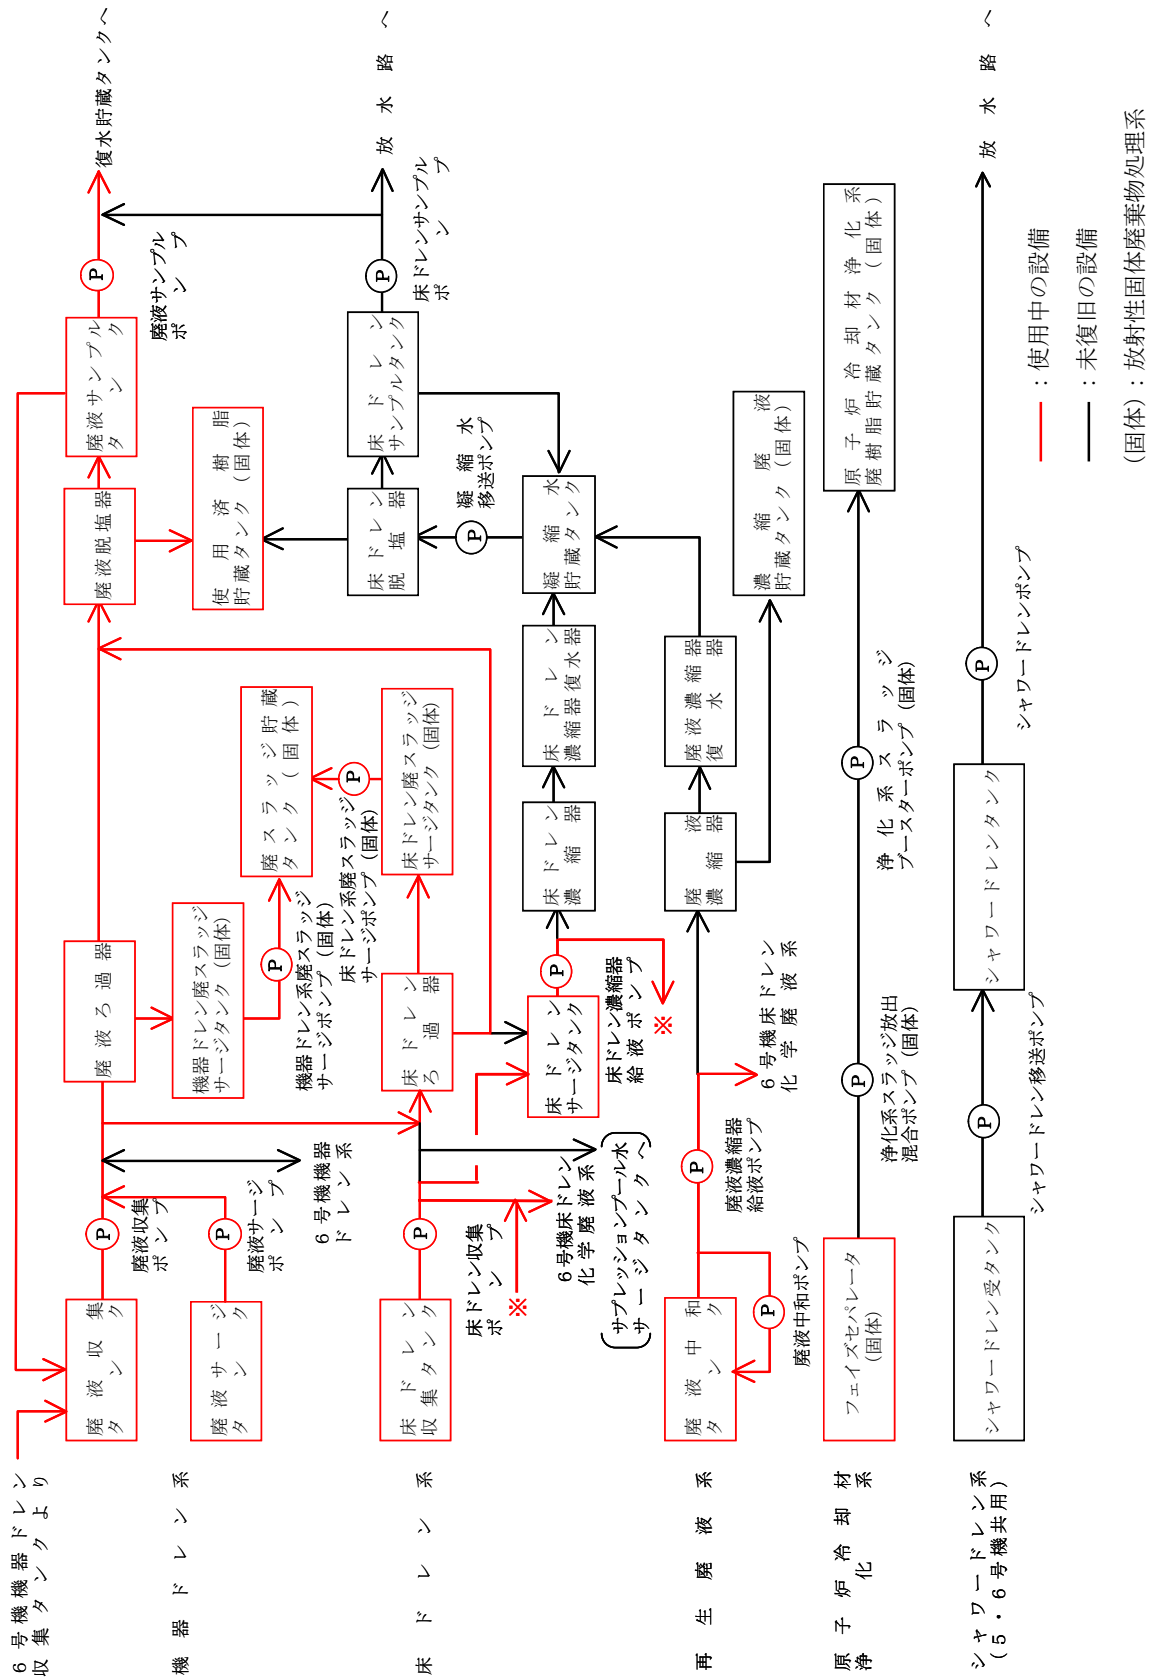 6号機機器ドレン
収集タンクより
廃液収集
タンク
廃液収集
ポンプ
廃液ろ過器
廃液脱塩器
廃液サンプル
タンク
廃液サンプル
ポンプ
復水貯蔵タンクへ
P
機器ドレン系
廃液サージ
タンク
廃液サージ
ポンプ
P
6号機機器
ドレン系
機器ドレン廃スラッジ
サージタンク(固体)
機器ドレン系廃スラッジ
サージポンプ(固体)
P
廃スラッジ貯蔵
タンク(固体)
使用済樹脂
貯蔵タンク(固体)
P
床ドレン系
床ドレン
収集タンク
P
床ドレン収集
ポンプ
※
床ドレン
ろ過器
床ドレン廃スラッジ
サージタンク(固体)
床ドレン系廃スラッジ
サージポンプ(固体)
P
床ドレン
脱塩器
床ドレン
サンプルタンク
P
床ドレンサンプル
ポンプ
放水路へ
6号機床ドレン
化学廃液系
(サプレッションプール水
サージタンクへ)
床ドレン
サージタンク
P
床ドレン濃縮器
給液ポンプ
※
床ドレン
濃縮器
床ドレン
濃縮器復水器
凝縮水
貯蔵タンク
P
凝縮水
移送ポンプ
再生廃液系
廃液中和
タンク
P
廃液中和ポンプ
P
廃液濃縮器
給液ポンプ
6号機床ドレン
化学廃液系
廃液
濃縮器
廃液濃縮器
復水器
濃縮廃液
貯蔵タンク(固体)
原子炉冷却材
浄化系
フェイズセパレータ
(固体)
P
浄化系スラッジ放出
混合ポンプ(固体)
P
浄化系スラッジ
ブースターポンプ(固体)
原子炉冷却材浄化系
廃樹脂貯蔵タンク(固体)
シャワードレン系
(5・6号機共用)
シャワードレン受タンク
P
シャワードレン移送ポンプ
シャワードレンタンク
P
シャワードレンポンプ
放水路へ
：使用中の設備
：未復旧の設備
(固体)：放射性固体廃棄物処理系